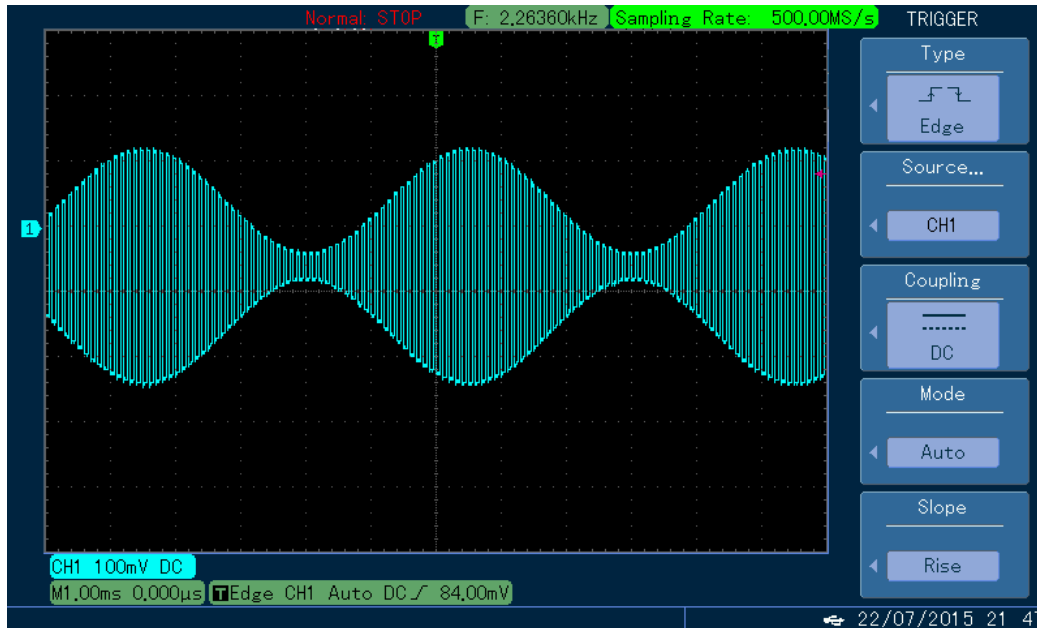 Normal: STOP F: 2.26360kHz Sampling Rate: 500.00MS/s TRIGGER
T
Type
Edge
Source...
CH1
Coupling
DC
Mode
Auto
Slope
Rise
1
CH1 100mV DC
M1.00ms 0.000μs TEdge CH1 Auto DC 84.00mV
22/07/2015 21